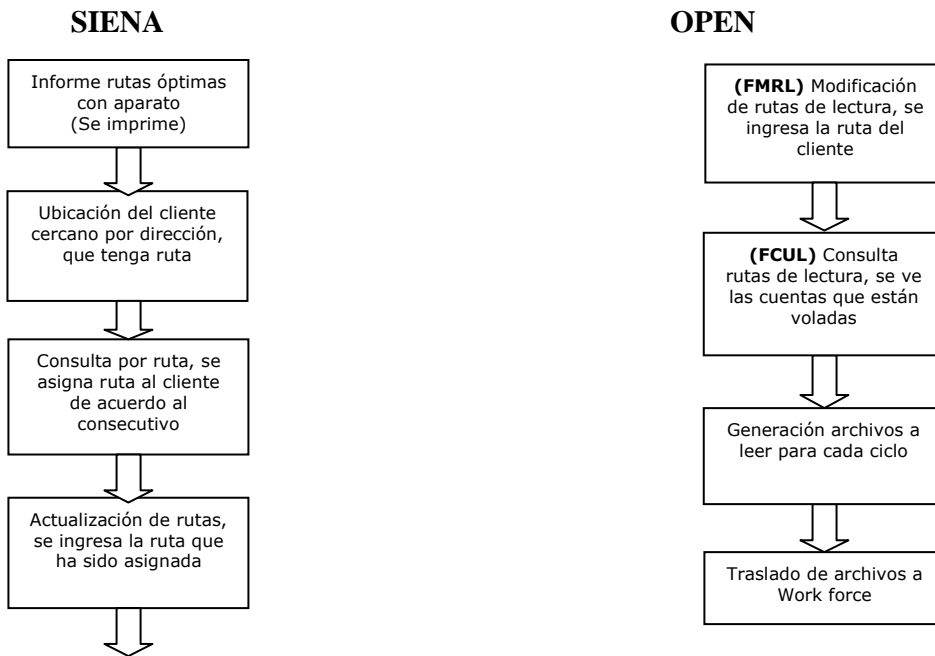 SIENA
Informe rutas óptimas
con aparato
(Se imprime)
Ubicación del cliente
cercano por dirección,
que tenga ruta
Consulta por ruta, se
asigna ruta al cliente
de acuerdo al
consecutivo
Actualización de rutas,
se ingresa la ruta que
ha sido asignada
OPEN
(FMRL) Modificación
de rutas de lectura, se
ingresa la ruta del
cliente
(FCUL) Consulta
rutas de lectura, se ve
las cuentas que están
voladas
Generación archivos a
leer para cada ciclo
Traslado de archivos a
Work force